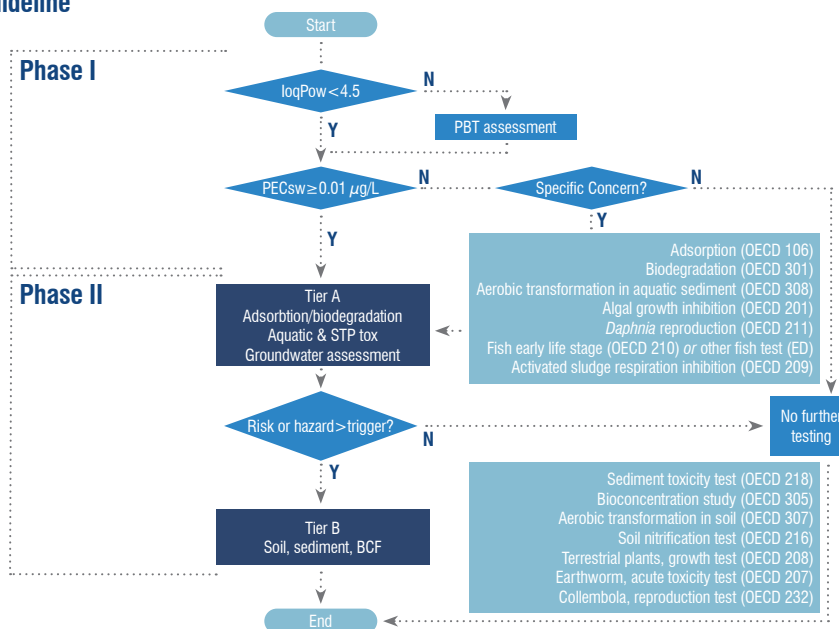 ideline
Start
Phase I
loqPow<4.5
N
PBT assessment
Y
PECsw≥0.01 µg/L
N
Specific Concern?
N
Y
Y
Adsorption (OECD 106)
Biodegradation (OECD 301)
Aerobic transformation in aquatic sediment (OECD 308)
Algal growth inhibition (OECD 201)
Daphnia reproduction (OECD 211)
Fish early life stage (OECD 210) or other fish test (ED)
Activated sludge respiration inhibition (OECD 209)
Phase II
Tier A
Adsorbtion/biodegradation
Aquatic & STP tox
Groundwater assessment
Risk or hazard>trigger?
N
No further
testing
Y
Tier B
Soil, sediment, BCF
Sediment toxicity test (OECD 218)
Bioconcentration study (OECD 305)
Aerobic transformation in soil (OECD 307)
Soil nitrification test (OECD 216)
Terrestrial plants, growth test (OECD 208)
Earthworm, acute toxicity test (OECD 207)
Collembola, reproduction test (OECD 232)
End